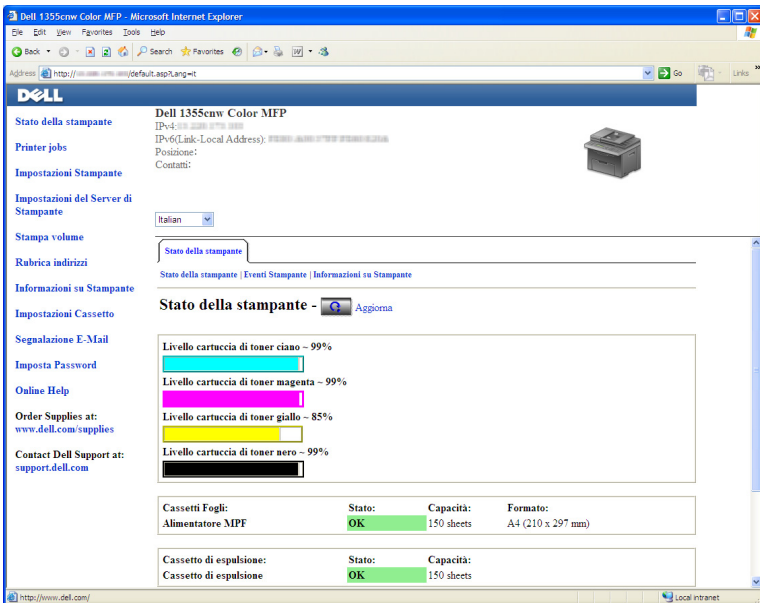 Dell 1355cnw Color MFP - Microsoft Internet Explorer
File Edit View Favorites Tools Help
Back Search Favorites
Address http:// /default.asp?Lang=it Go Links »
DELL
Dell 1355cnw Color MFP
IPv4:
IPv6(Link-Local Address):
Posizione:
Contatti:
Italian
Stato della stampante
Printer jobs
Impostazioni Stampante
Impostazioni del Server di
Stampante
Stampa volume
Rubrica indirizzi
Informazioni su Stampante
Impostazioni Cassetto
Segnalazione E-Mail
Imposta Password
Online Help
Order Supplies at:
www.dell.com/supplies
Contact Dell Support at:
support.dell.com
Stato della stampante
Stato della stampante | Eventi Stampante | Informazioni su Stampante
Stato della stampante - Aggiorna
Livello cartuccia di toner ciano ~ 99%
Livello cartuccia di toner magenta ~ 99%
Livello cartuccia di toner giallo ~ 85%
Livello cartuccia di toner nero ~ 99%
Cassetti Fogli: Stato: Capacità: Formato:
Alimentatore MPF OK 150 sheets A4 (210 x 297 mm)
Cassetto di espulsione: Stato: Capacità:
Cassetto di espulsione OK 150 sheets
http://www.dell.com/ Local intranet